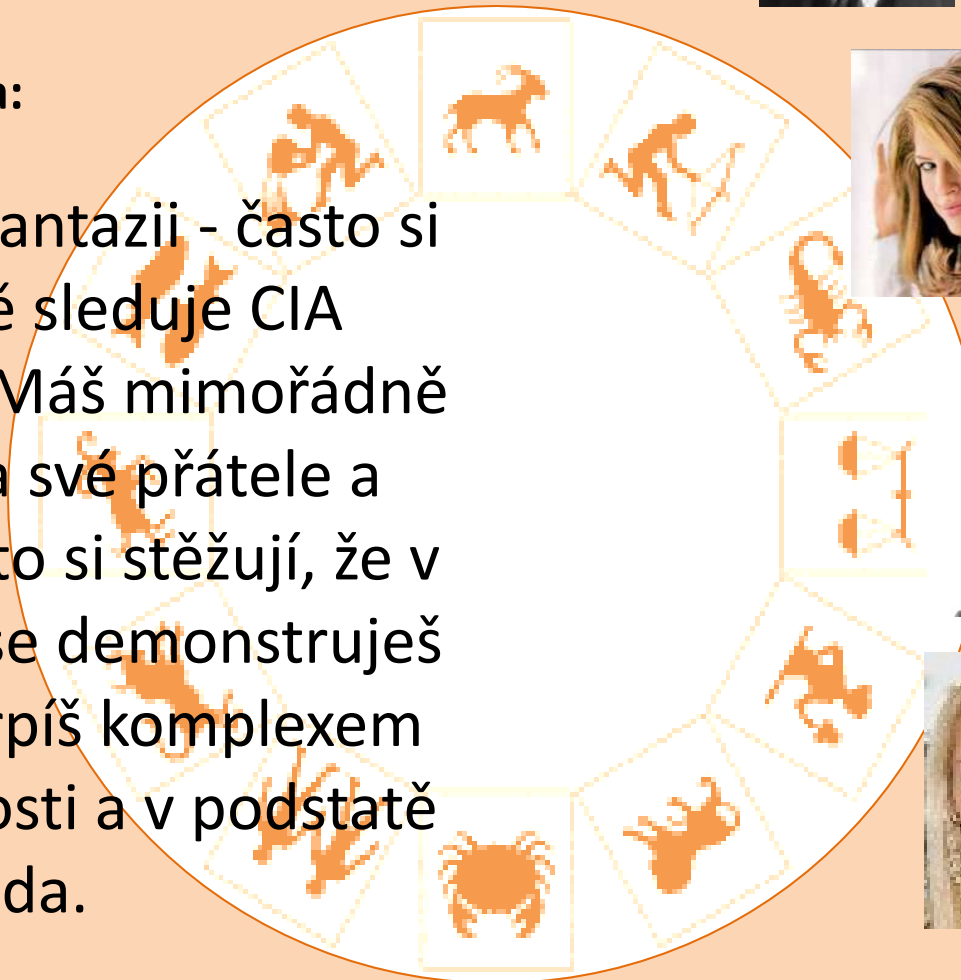 a:
antazii - často si
é sleduje CIA
Máš mimořádně
a své přátele a
to si stěžují, že v
se demonstruješ
rpíš komplexem
osti a v podstatě
da.